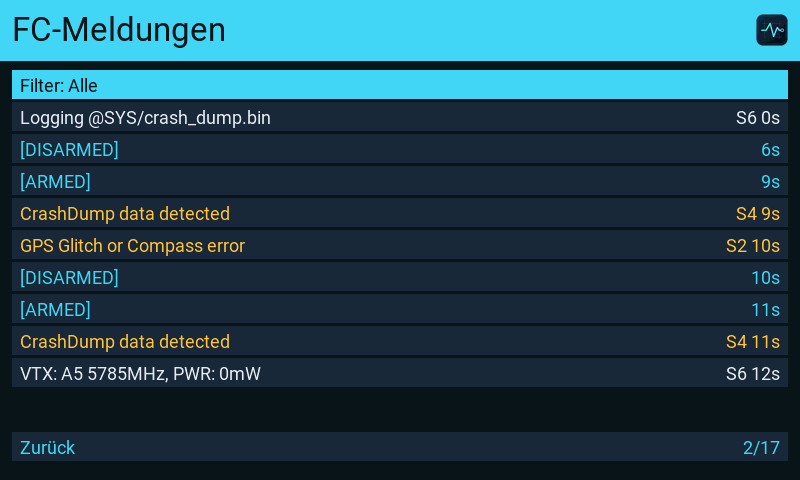 FC-Meldungen
Filter: Alle
Logging @SYS/crash_dump.bin S6 0s
[DISARMED] 6s
[ARMED] 9s
CrashDump data detected S4 9s
GPS Glitch or Compass error S2 10s
[DISARMED] 10s
[ARMED] 11s
CrashDump data detected S4 11s
VTX: A5 5785MHz, PWR: 0mW S6 12s
Zurück 2/17